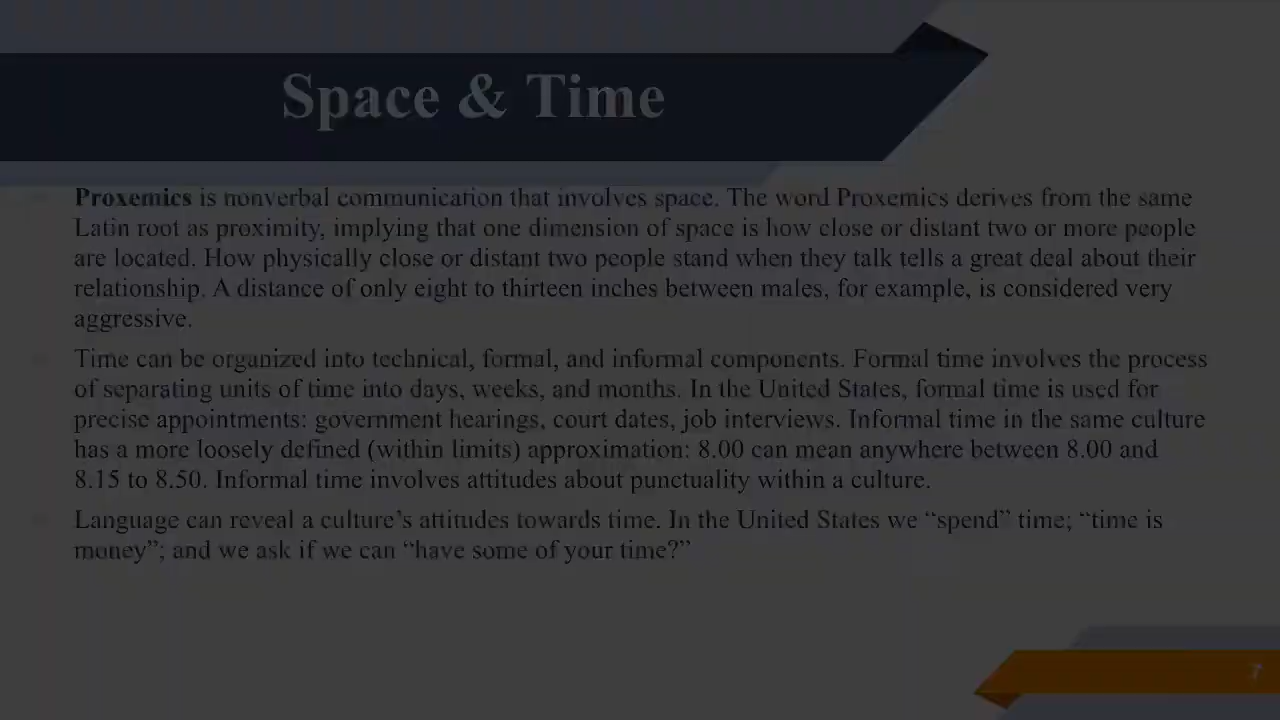 Space & Time
Proxemics is nonverbal communication that involves space. The word Proxemics derives from the same
Latin root as proximity, implying that one dimension of space is how close or distant two or more people
are located. How physically close or distant two people stand when they talk tells a great deal about their
relationship. A distance of only eight to thirteen inches between males, for example, is considered very
aggressive.
Time can be organized into technical, formal, and informal components. Formal time involves the process
of separating units of time into days, weeks, and months. In the United States, formal time is used for
precise appointments: government hearings, court dates, job interviews. Informal time in the same culture
has a more loosely defined (within limits) approximation: 8.00 can mean anywhere between 8.00 and
8.15 to 8.50. Informal time involves attitudes about punctuality within a culture.
Language can reveal a culture’s attitudes towards time. In the United States we “spend” time; “time is
money”; and we ask if we can “have some of your time?”
7